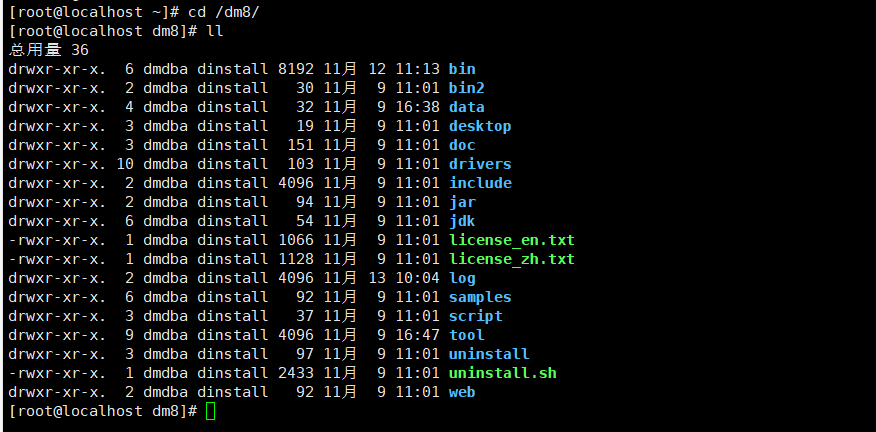 [root@localhost ~]# cd /dm8/
[root@localhost dm8]# ll
总用量 36
drwxr-xr-x.  6 dmdba dinstall 8192 11月  12 11:13 bin
drwxr-xr-x.  2 dmdba dinstall   30 11月   9 11:01 bin2
drwxr-xr-x.  4 dmdba dinstall   32 11月   9 16:38 data
drwxr-xr-x.  3 dmdba dinstall   19 11月   9 11:01 desktop
drwxr-xr-x.  3 dmdba dinstall  151 11月   9 11:01 doc
drwxr-xr-x. 10 dmdba dinstall  103 11月   9 11:01 drivers
drwxr-xr-x.  2 dmdba dinstall 4096 11月   9 11:01 include
drwxr-xr-x.  2 dmdba dinstall   94 11月   9 11:01 jar
drwxr-xr-x.  6 dmdba dinstall   54 11月   9 11:01 jdk
-rwxr-xr-x.  1 dmdba dinstall 1066 11月   9 11:01 license_en.txt
-rwxr-xr-x.  1 dmdba dinstall 1128 11月   9 11:01 license_zh.txt
drwxr-xr-x.  2 dmdba dinstall 4096 11月  13 10:04 log
drwxr-xr-x.  6 dmdba dinstall   92 11月   9 11:01 samples
drwxr-xr-x.  3 dmdba dinstall   37 11月   9 11:01 script
drwxr-xr-x.  9 dmdba dinstall 4096 11月   9 16:47 tool
drwxr-xr-x.  3 dmdba dinstall   97 11月   9 11:01 uninstall
-rwxr-xr-x.  1 dmdba dinstall 2433 11月   9 11:01 uninstall.sh
drwxr-xr-x.  2 dmdba dinstall   92 11月   9 11:01 web
[root@localhost dm8]#